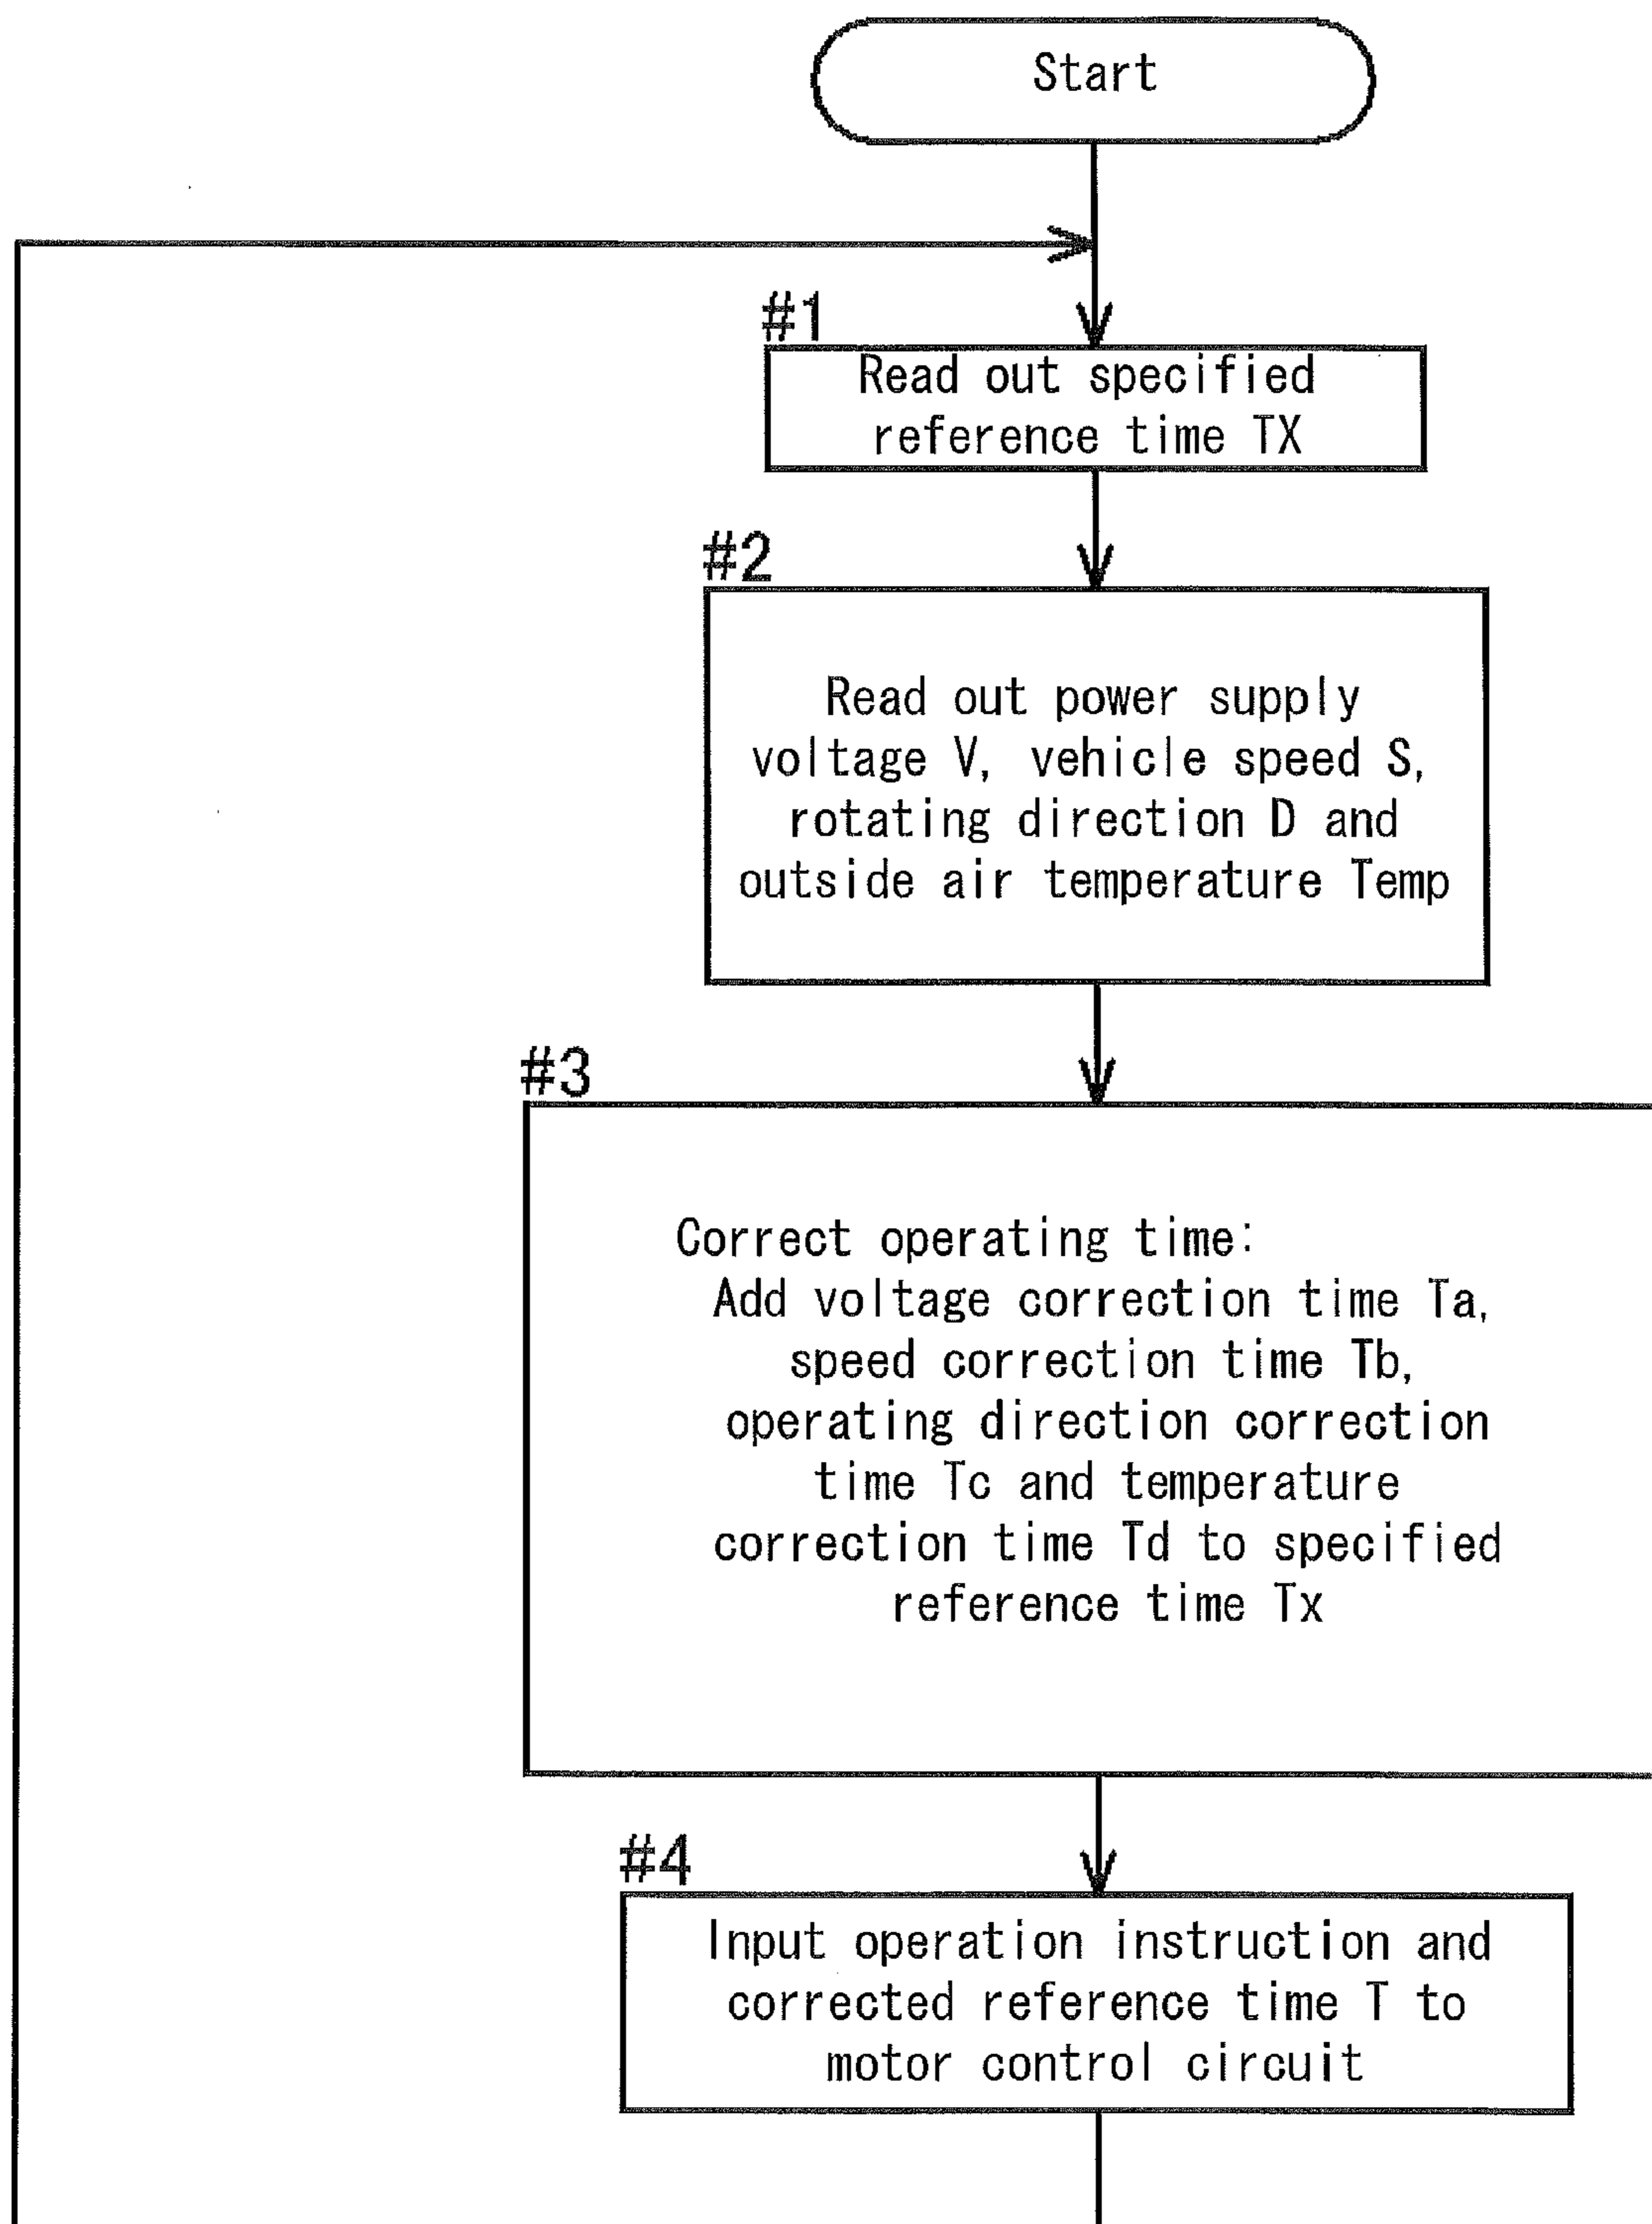 Start
#1
Read out specified
reference time TX
#2
Read out power supply
voltage V, vehicle speed S,
rotating direction D and
outside air temperature Temp
#3
Correct operating time:
Add voltage correction time Ta,
speed correction time Tb,
operating direction correction
time Tc and temperature
correction time Td to specified
reference time Tx
#4
Input operation instruction and
corrected reference time T to
motor control circuit